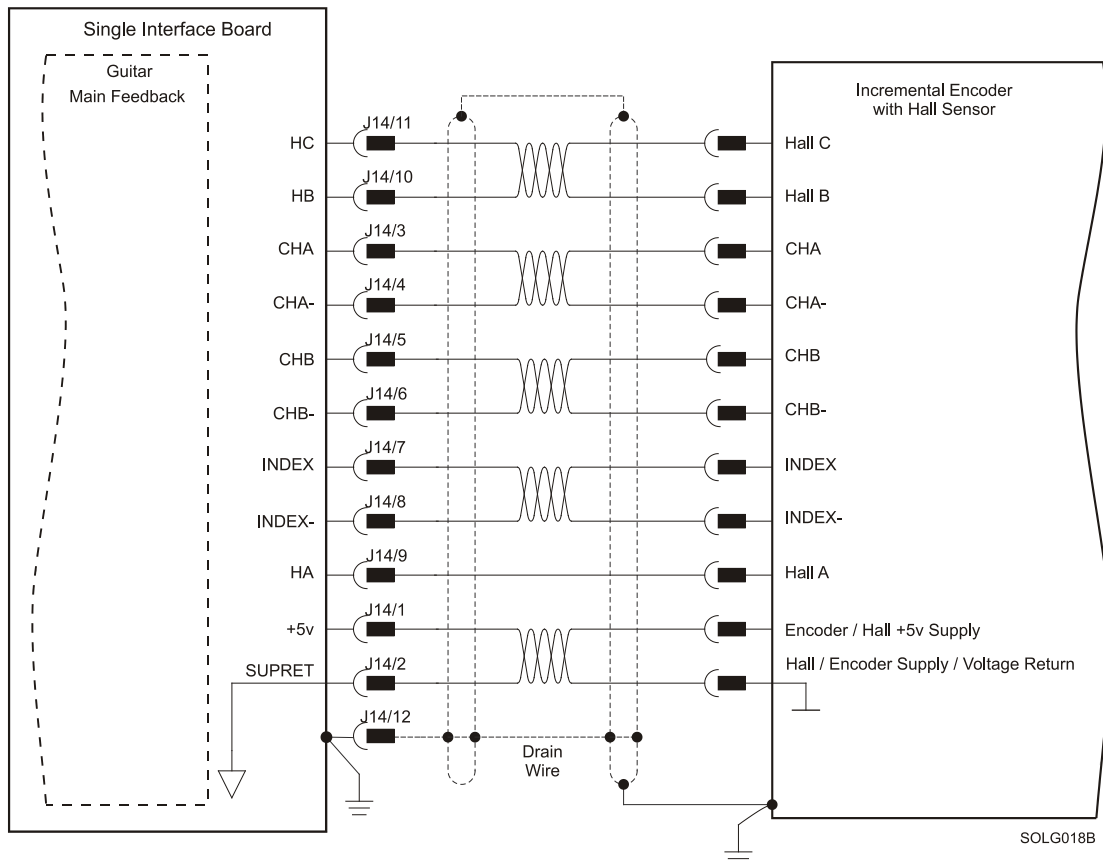 Single Interface Board
Guitar
Main Feedback
Incremental Encoder
with Hall Sensor
HC
J14/11
Hall C
HB
J14/10
Hall B
CHA
J14/3
CHA
CHA-
J14/4
CHA-
CHB
J14/5
CHB
CHB-
J14/6
CHB-
INDEX
J14/7
INDEX
INDEX-
J14/8
INDEX-
HA
J14/9
Hall A
+5v
J14/1
Encoder / Hall +5v Supply
SUPRET
J14/2
Hall / Encoder Supply / Voltage Return
J14/12
Drain
Wire
SOLG018B